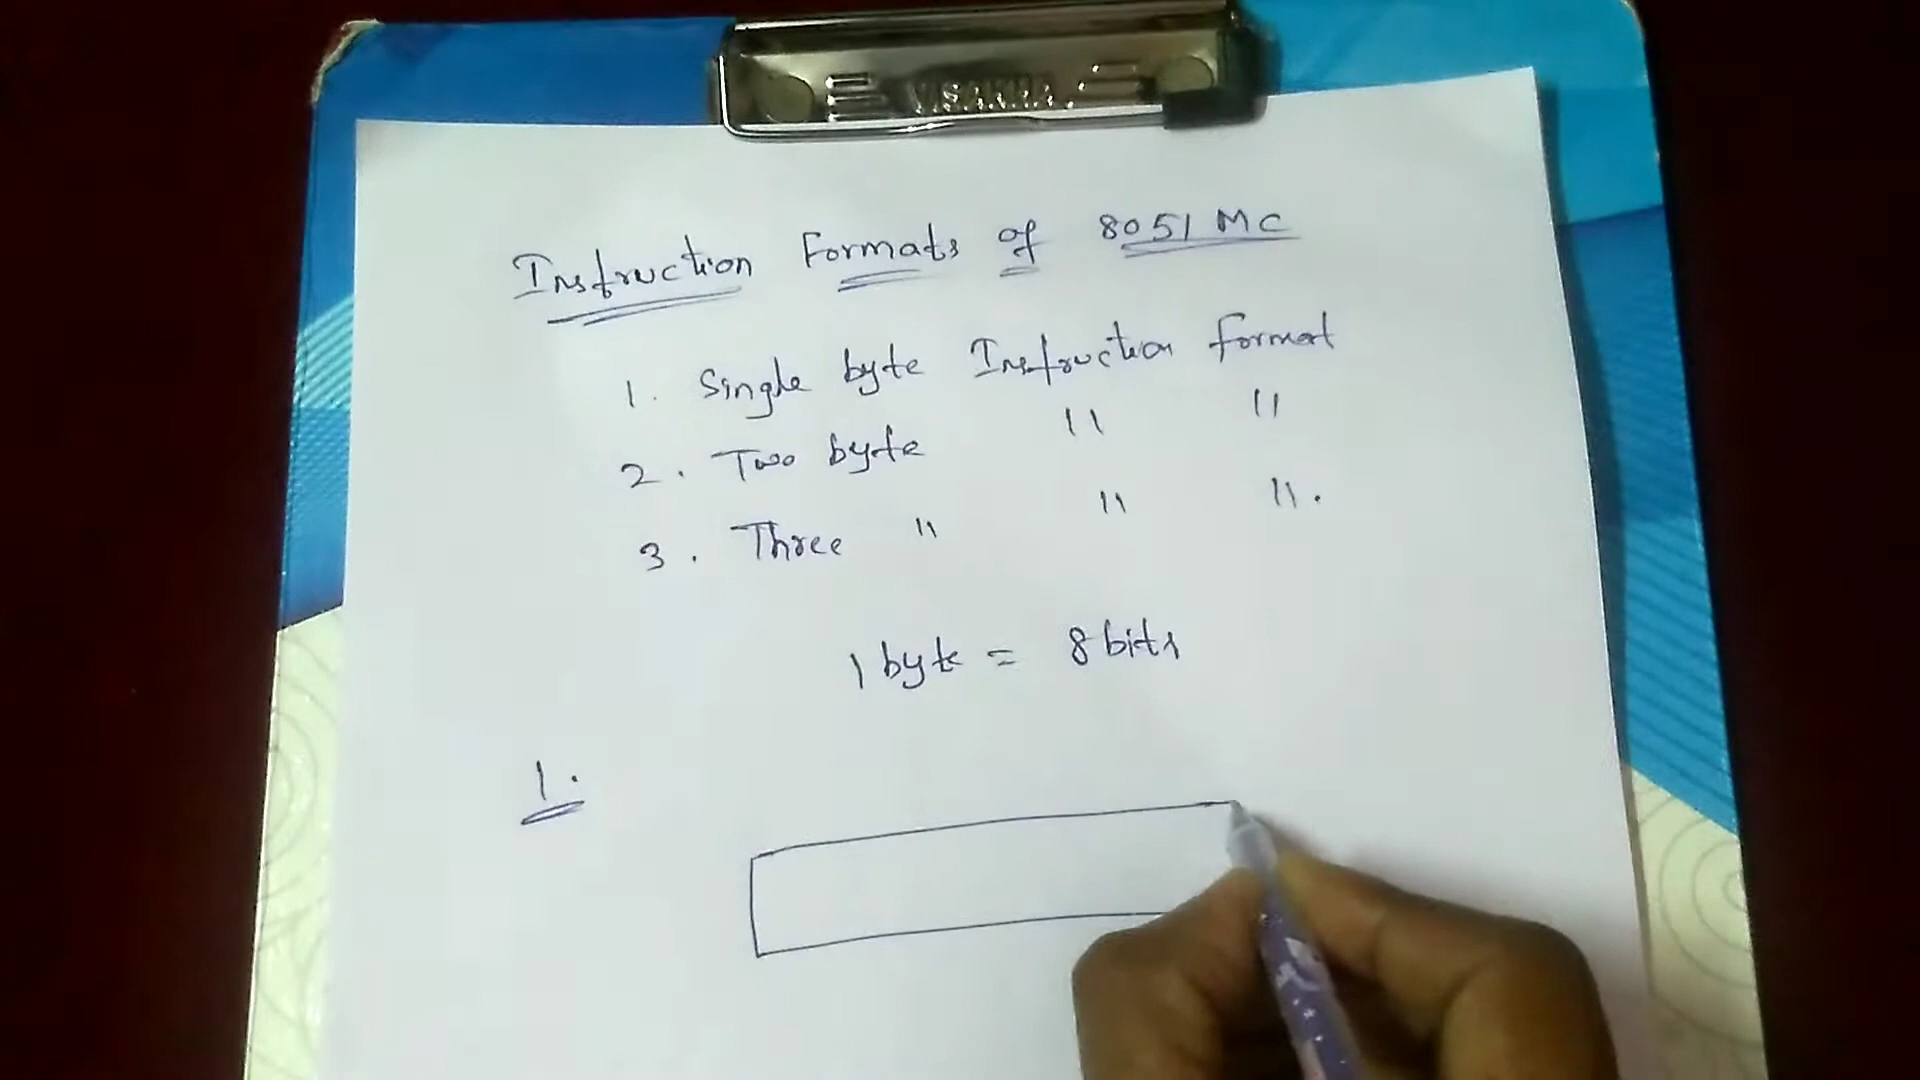 VISAKHA
Instruction Formats of 8051 MC
1. Single byte Instruction format
2. Two byte " "
3. Three " " ".
1 byte = 8 bits
1.